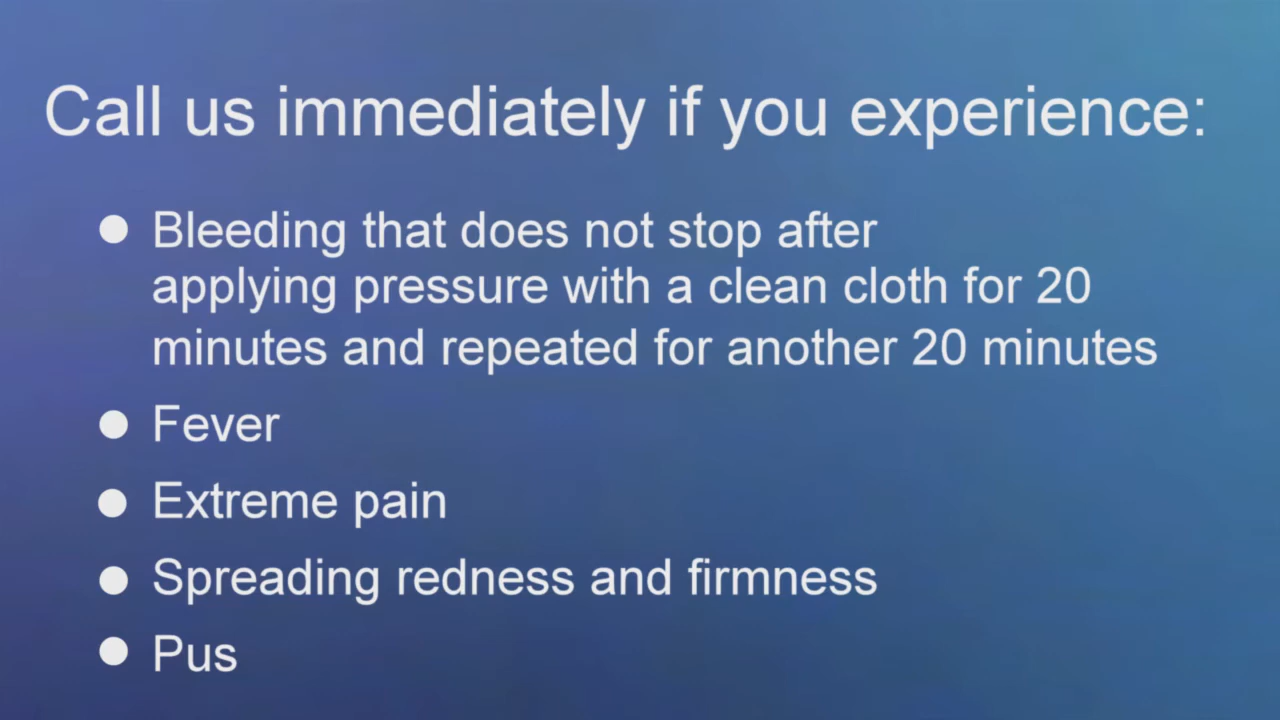 Call us immediately if you experience:
● Bleeding that does not stop after
applying pressure with a clean cloth for 20
minutes and repeated for another 20 minutes
● Fever
● Extreme pain
● Spreading redness and firmness
● Pus